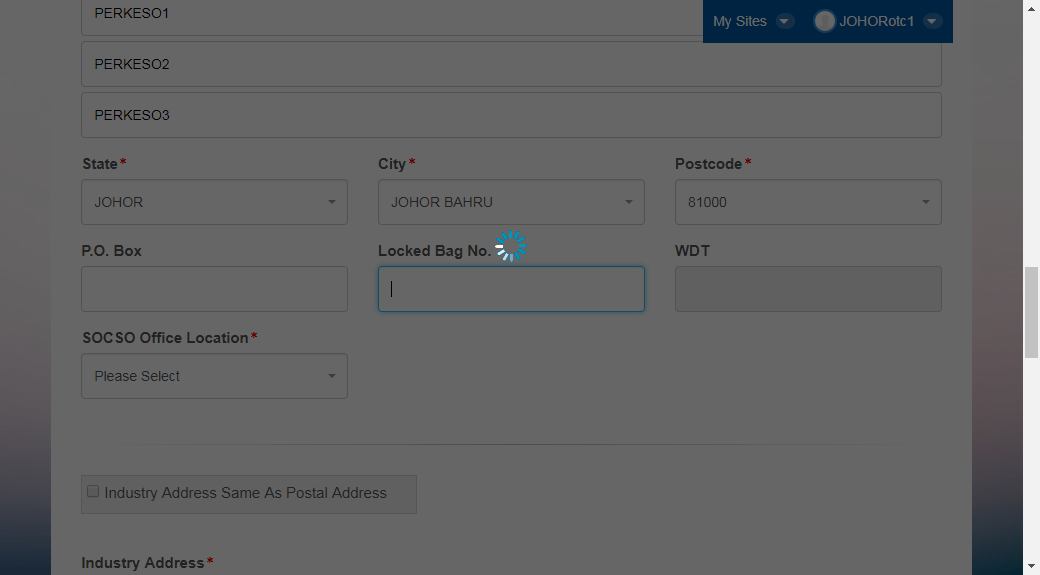 PERKESO1
My Sites JOHORotc1
PERKESO2
PERKESO3
State* City* Postcode*
JOHOR JOHOR BAHRU 81000
P.O. Box Locked Bag No. WDT
SOCSO Office Location*
Please Select
Industry Address Same As Postal Address
Industry Address*